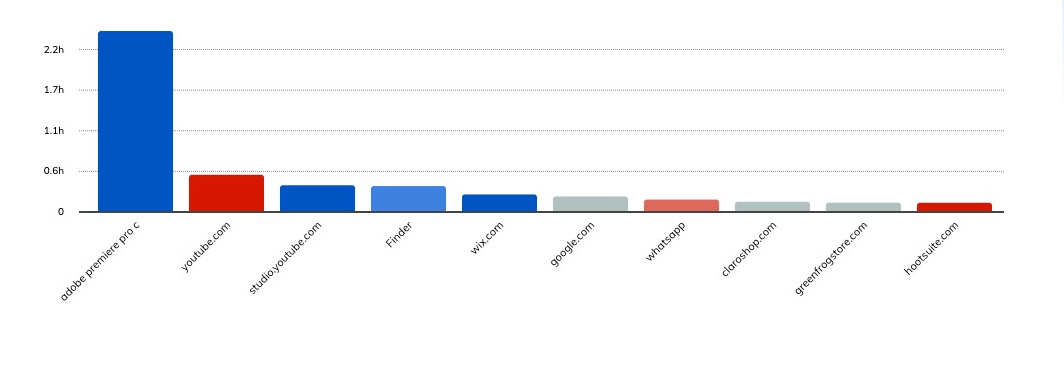 2.2h
1.7h
1.1h
0.6h
0
adobe premiere pro c
youtube.com
studio.youtube.com
Finder
wix.com
google.com
whatsapp
claroshop.com
greenfrogstore.com
hootsuite.com